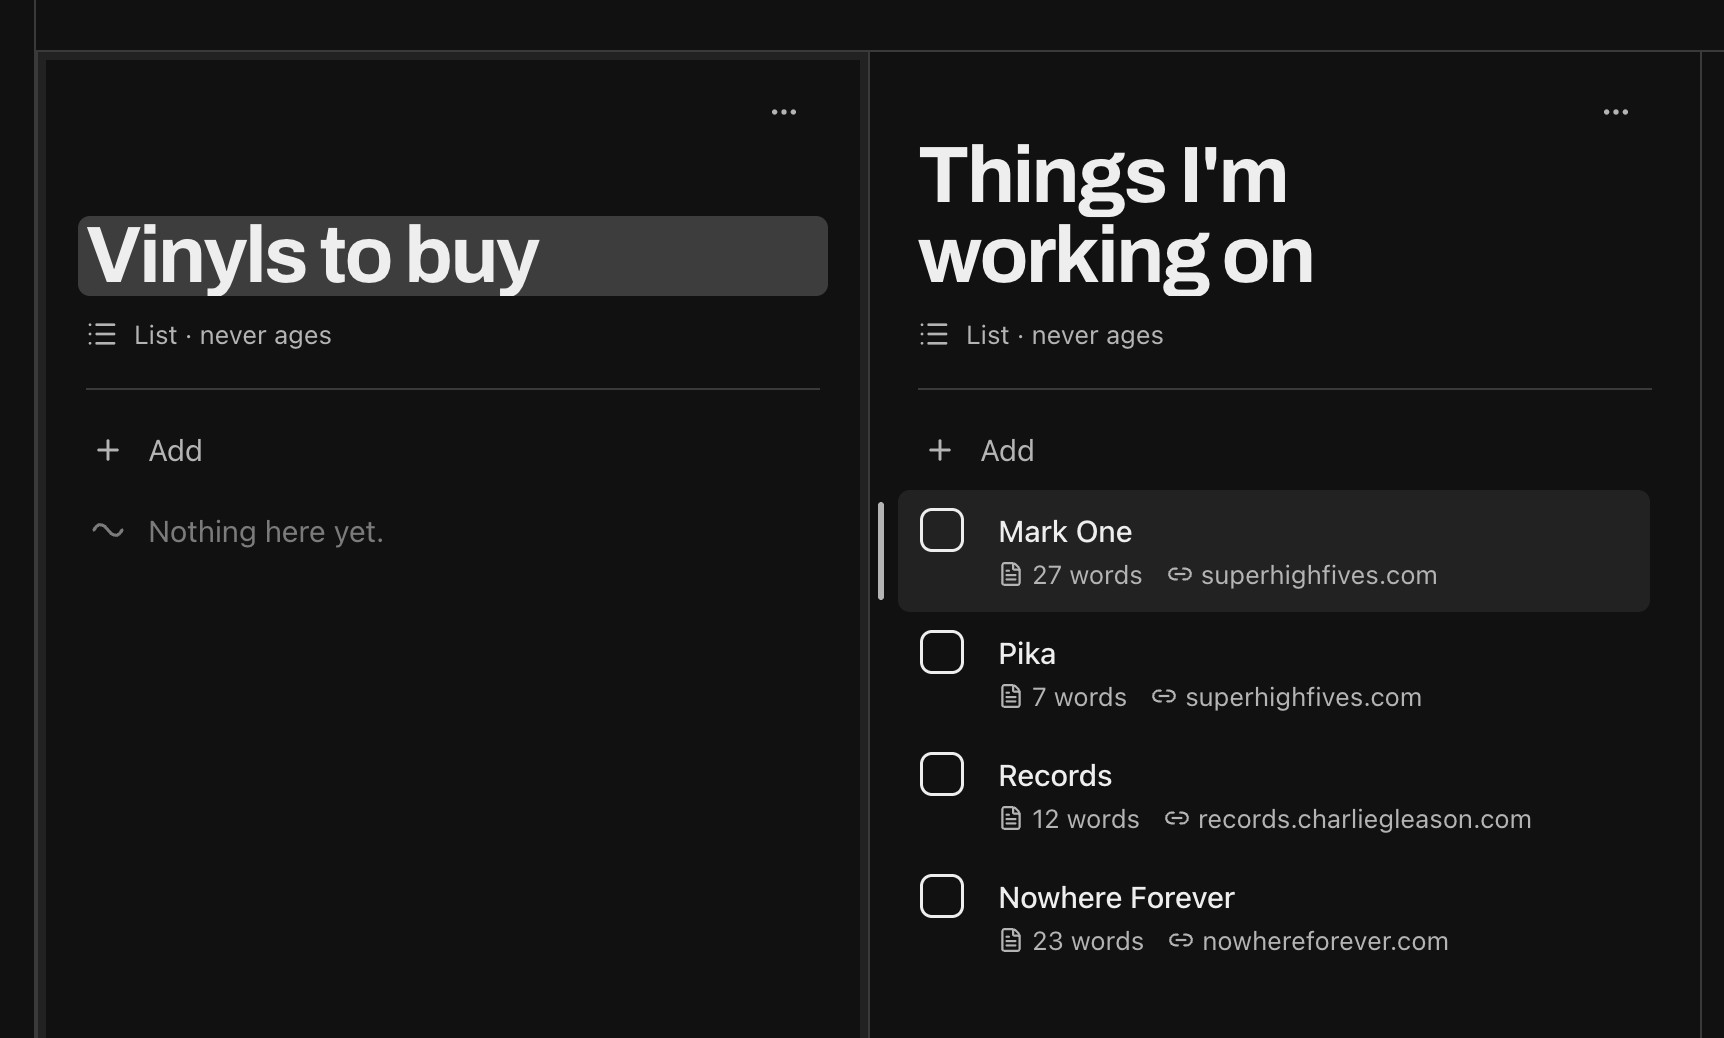 Vinyls to buy
List · never ages
Add
Nothing here yet.
Things I'm
working on
List · never ages
Add
Mark One
27 words superhighfives.com
Pika
7 words superhighfives.com
Records
12 words records.charliegleason.com
Nowhere Forever
23 words nowhereforever.com